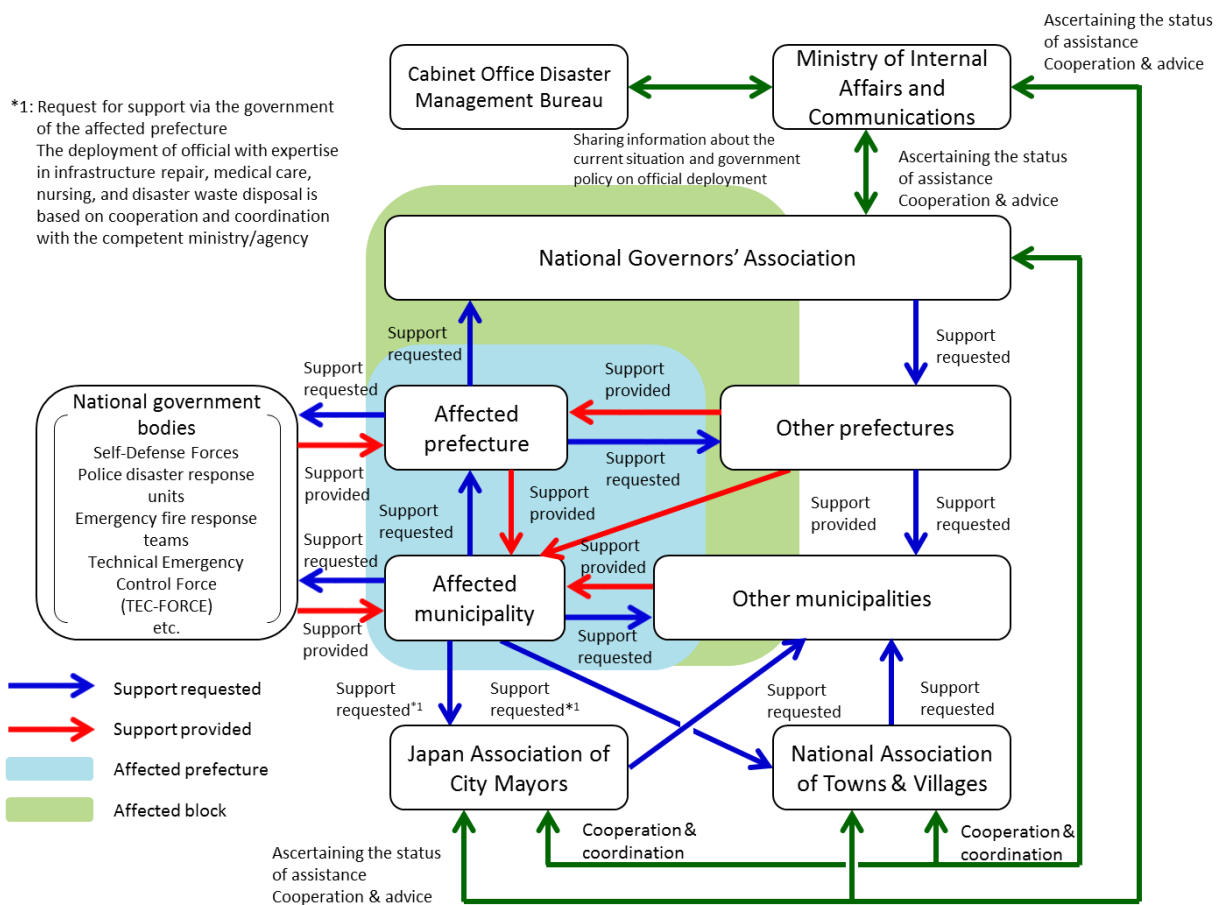 Ascertaining the status
of assistance
Cooperation & advice
Cabinet Office Disaster
Management Bureau
Ministry of Internal
Affairs and
Communications
*1: Request for support via the government
of the affected prefecture
The deployment of official with expertise
in infrastructure repair, medical care,
nursing, and disaster waste disposal is
based on cooperation and coordination
with the competent ministry/agency
Sharing information about the
current situation and government
policy on official deployment
Ascertaining the status
of assistance
Cooperation & advice
National Governors' Association
Support
requested
Support
requested
Support
requested
Support
provided
National government
bodies
Self-Defense Forces
Police disaster response
units
Emergency fire response
teams
Technical Emergency
Control Force
(TEC-FORCE)
etc.
Affected
prefecture
Other prefectures
Support
provided
Support
requested
Support
requested
Support
provided
Support
provided
Support
requested
Support
requested
Support
provided
Affected
municipality
Other municipalities
Support
provided
Support
requested
Support requested
Support provided
Affected prefecture
Affected block
Support
requested*1
Support
requested*1
Support
requested
Support
requested
Japan Association of
City Mayors
National Association
of Towns & Villages
Cooperation &
coordination
Cooperation &
coordination
Ascertaining the status
of assistance
Cooperation & advice